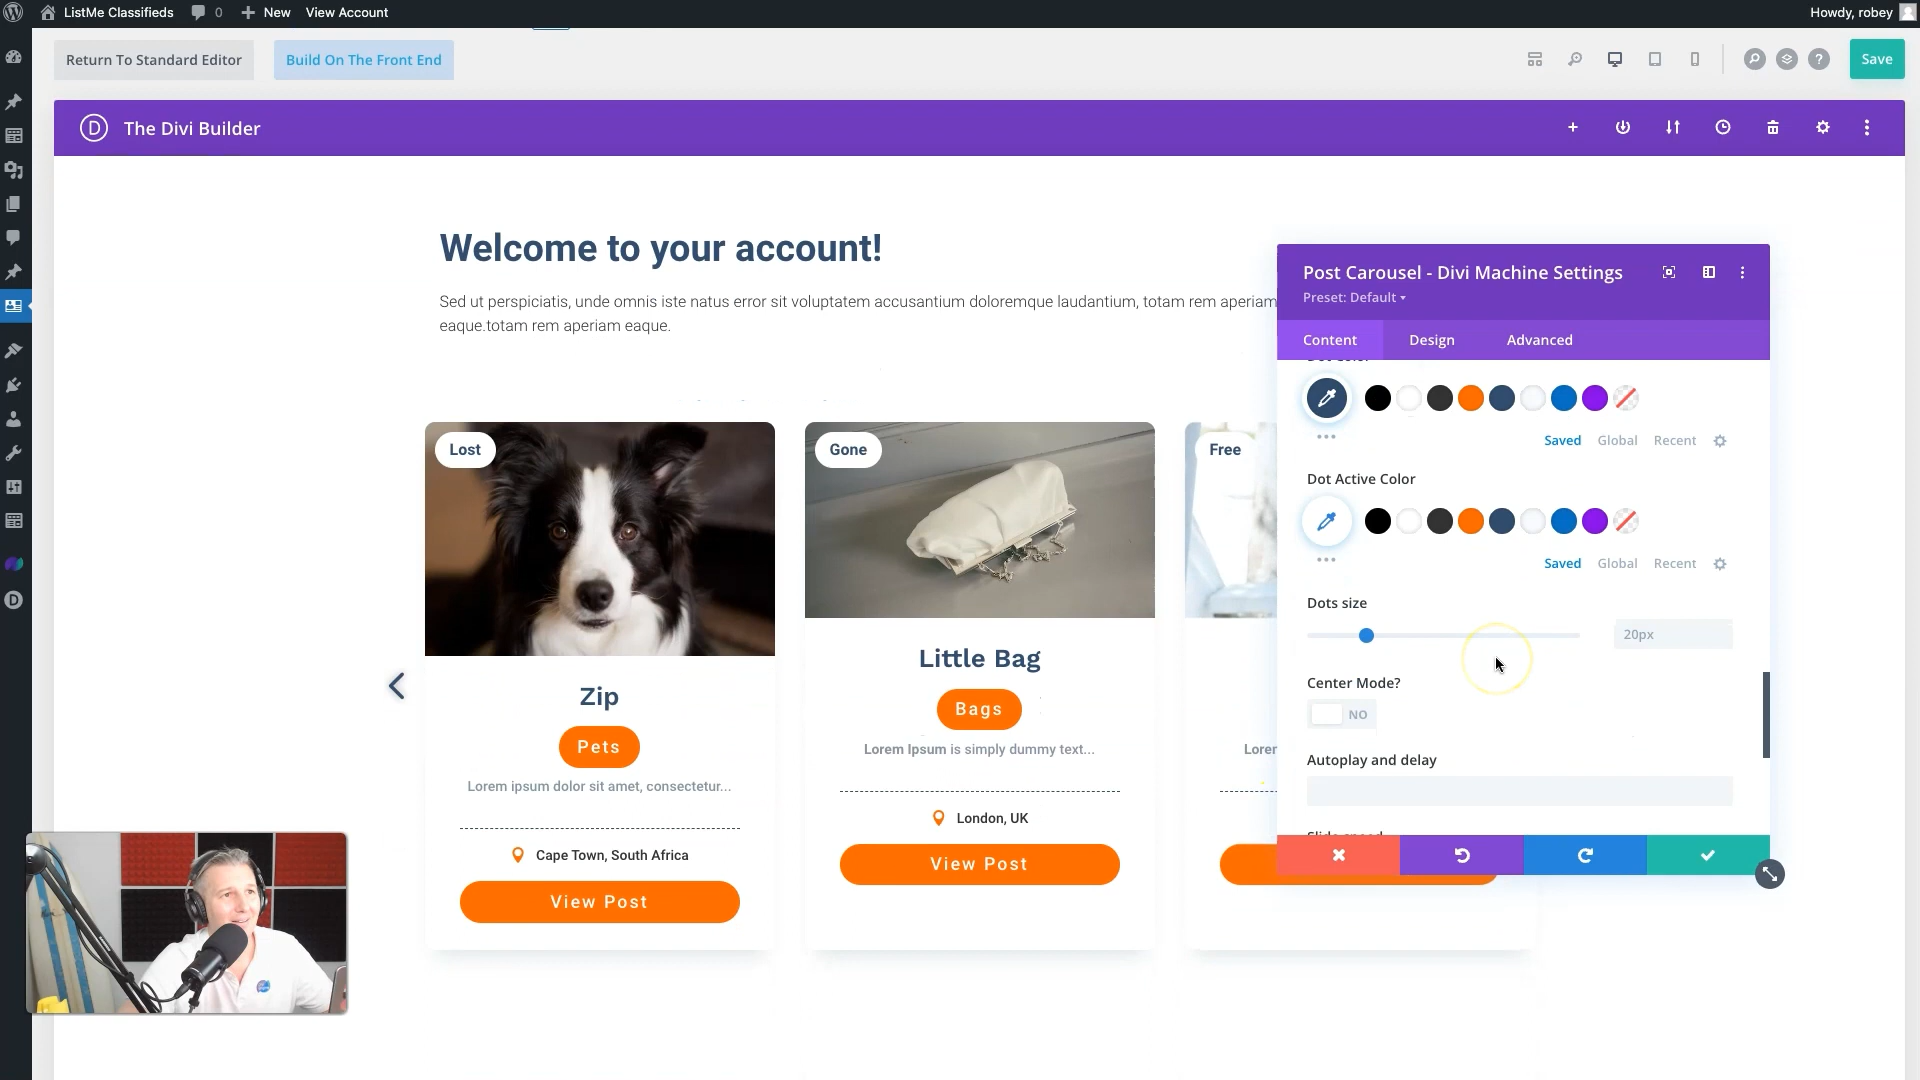 ListMe Classifieds
0
New
View Account
Howdy, robey
Return To Standard Editor
Build On The Front End
Save
D
The Divi Builder
Welcome to your account!
Sed ut perspiciatis, unde omnis iste natus error sit voluptatem accusantium doloremque laudantium, totam rem aperiam
eaque.totam rem aperiam eaque.
Lost
Zip
Pets
Lorem ipsum dolor sit amet, consectetur...
Cape Town, South Africa
View Post
Gone
Little Bag
Bags
Lorem Ipsum is simply dummy text...
London, UK
View Post
Free
Post Carousel - Divi Machine Settings
Preset: Default
Content
Design
Advanced
Dot Color
Saved
Global
Recent
Dot Active Color
Saved
Global
Recent
Dots size
20px
Center Mode?
NO
Autoplay and delay
Slide speed